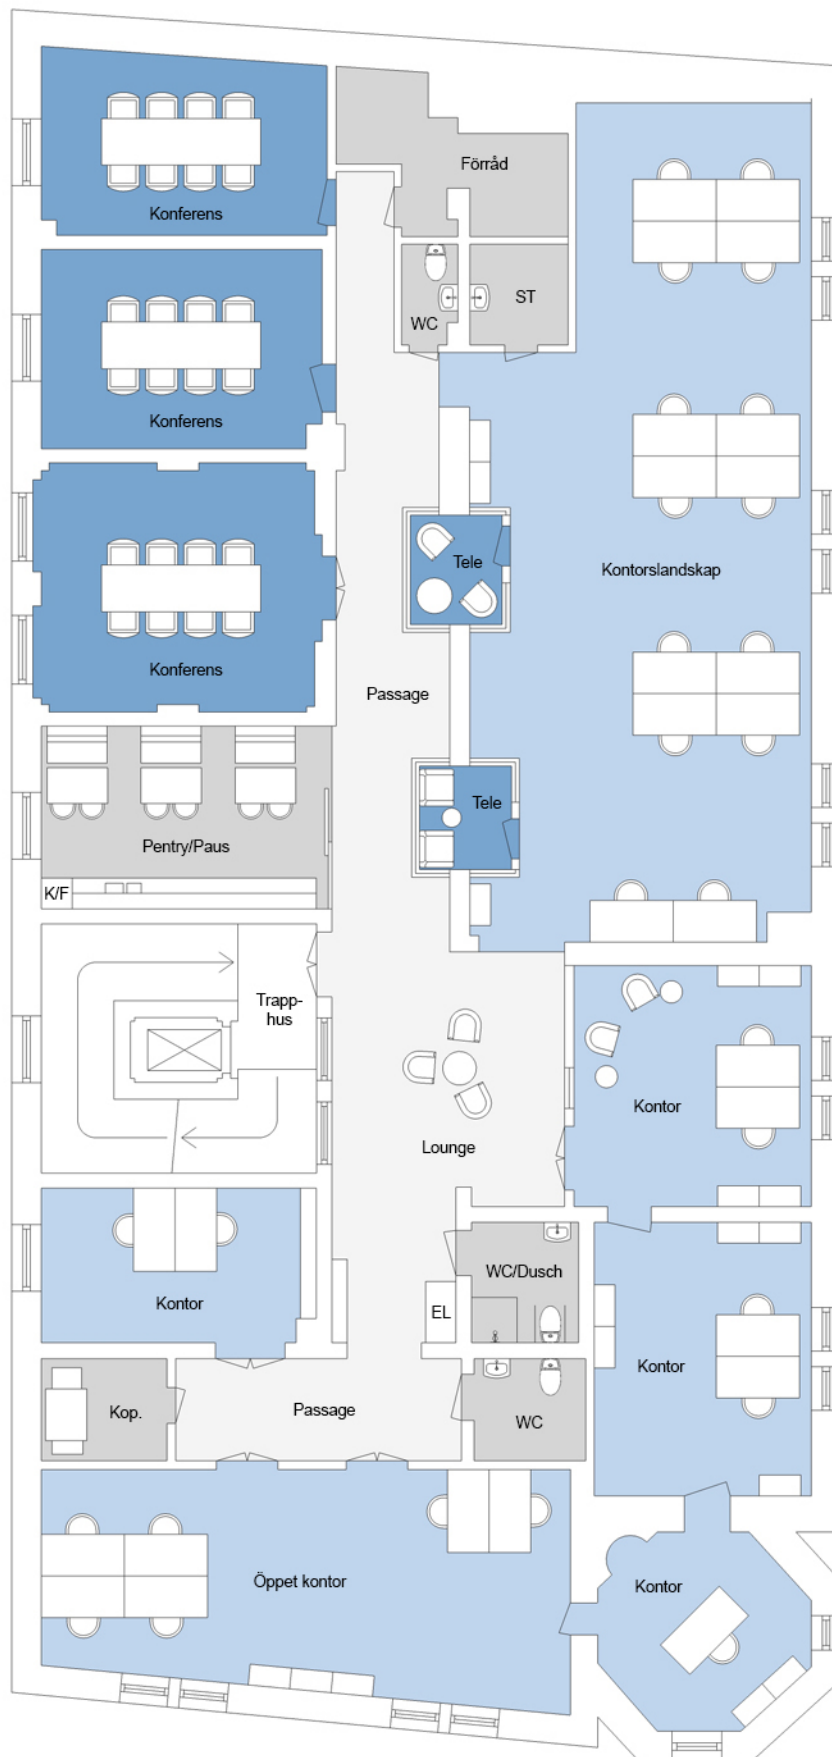 Förråd
Konferens
ST
WC
Konferens
Tele
Kontorslandskap
Konferens
Passage
Tele
Pentry/Paus
K/F
Trapp-
hus
Kontor
Lounge
WC/Dusch
Kontor
EL
Kontor
Kop.
Passage
WC
Öppet kontor
Kontor